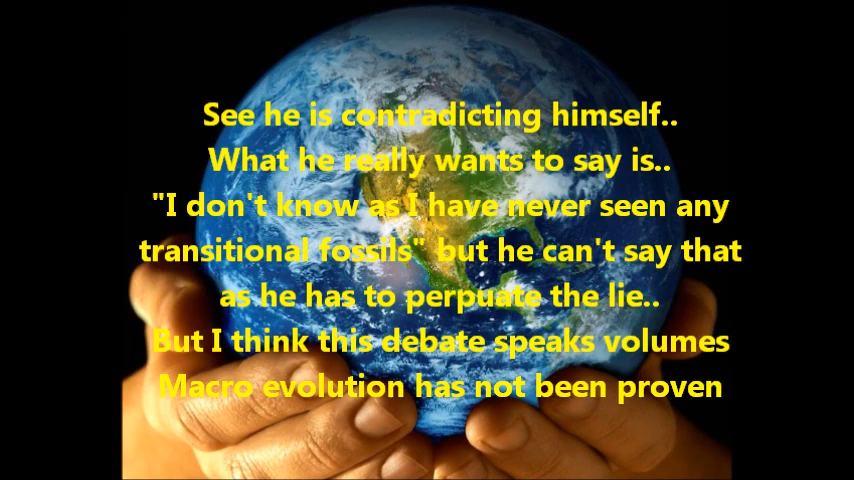 See he is contradicting himself..
What he really wants to say is..
"I don't know as I have never seen any
transitional fossils" but he can't say that
as he has to perpuate the lie..
But I think this debate speaks volumes
Macro evolution has not been proven